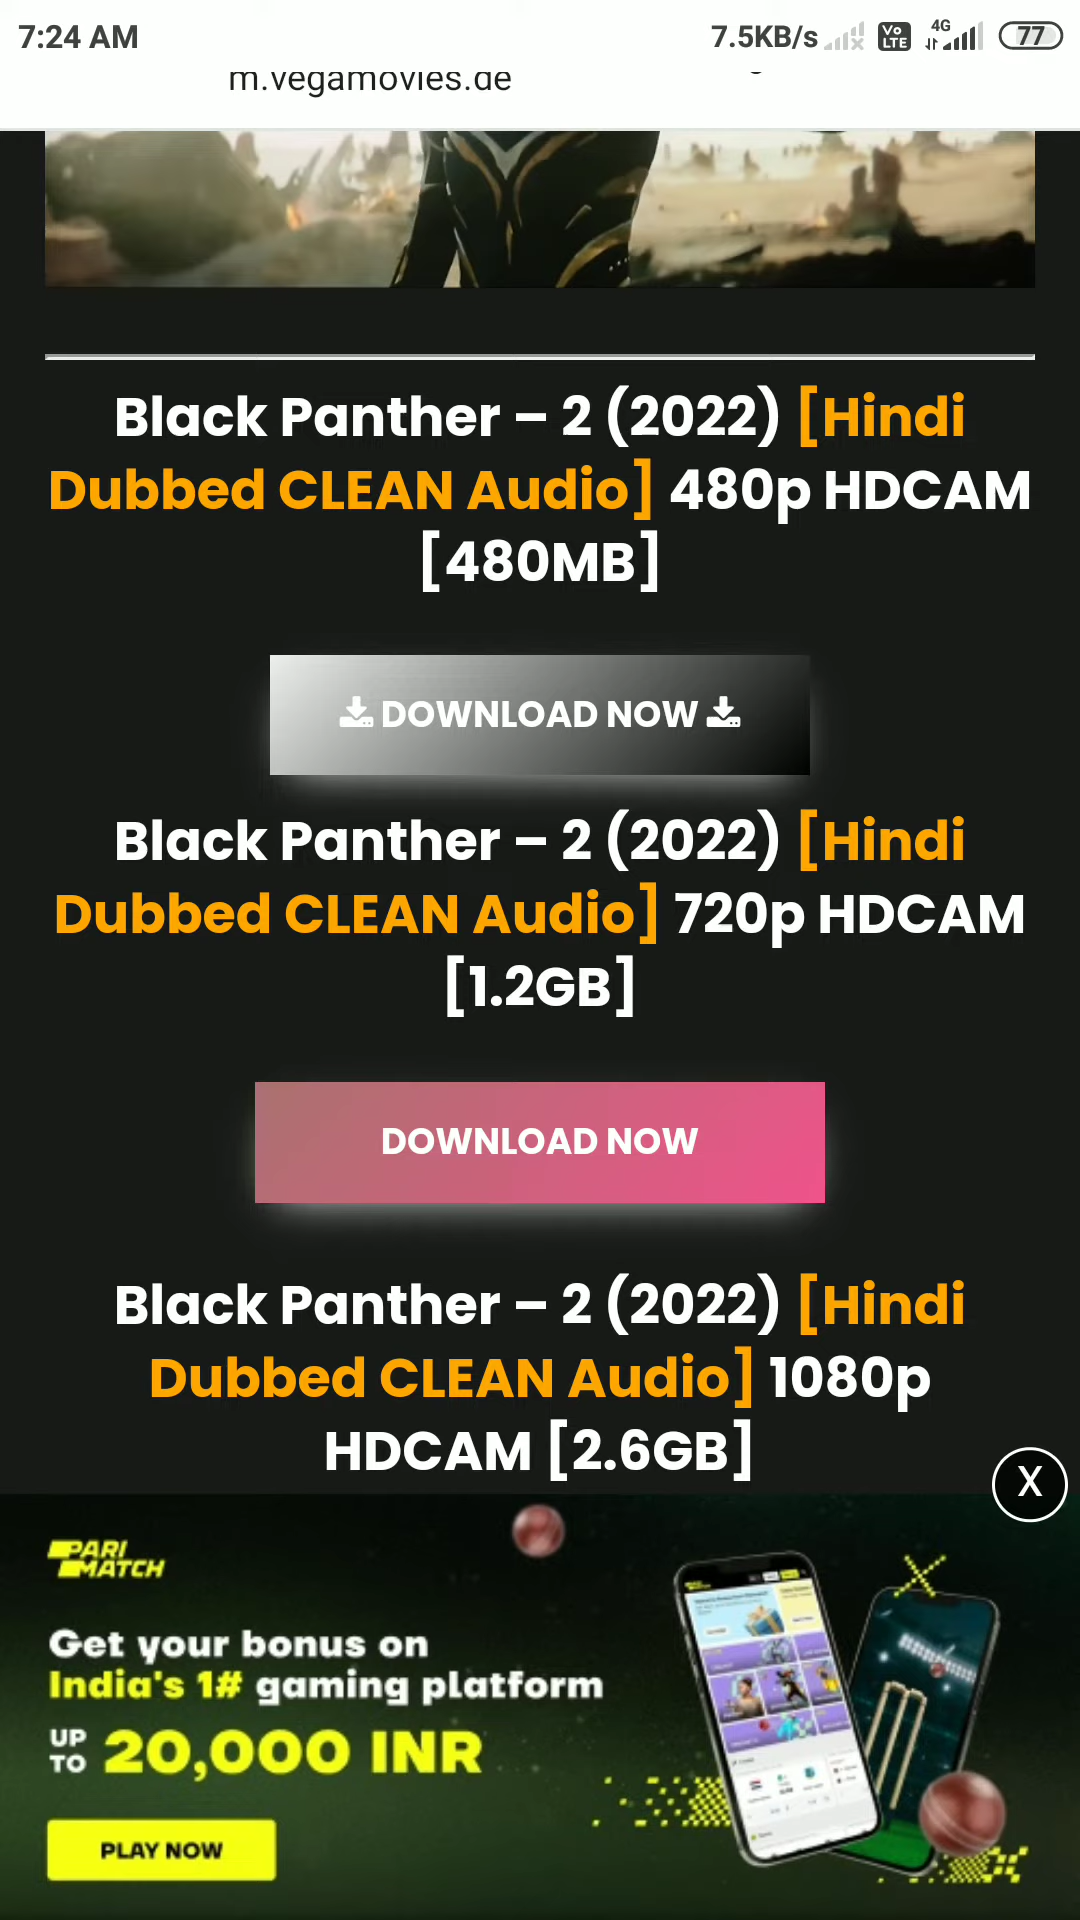 7:24 AM 7.5KB/s Vo LTE 4G 77
m.vegamovies.de
Black Panther – 2 (2022) [Hindi
Dubbed CLEAN Audio] 480p HDCAM
[480MB]
DOWNLOAD NOW
Black Panther – 2 (2022) [Hindi
Dubbed CLEAN Audio] 720p HDCAM
[1.2GB]
DOWNLOAD NOW
Black Panther – 2 (2022) [Hindi
Dubbed CLEAN Audio] 1080p
HDCAM [2.6GB]
X
PARI
MATCH
Get your bonus on
India's 1# gaming platform
UP TO 20,000 INR
PLAY NOW